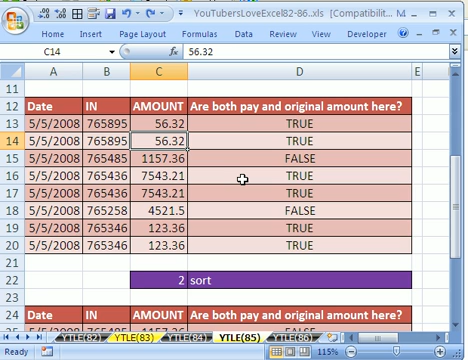 YouTubersLoveExcel82-86...xls [Compatibilit...
Home Insert Page Layout Formulas Data Review View Developer
C14 fx 56.32
A B C D E
11
12 Date IN AMOUNT Are both pay and original amount here?
13 5/5/2008 765895 56.32 TRUE
14 5/5/2008 765895 56.32 TRUE
15 5/5/2008 765485 1157.36 FALSE
16 5/5/2008 765436 7543.21 TRUE
17 5/5/2008 765436 7543.21 TRUE
18 5/5/2008 765258 4521.5 FALSE
19 5/5/2008 765346 123.36 TRUE
20 5/5/2008 765346 123.36 TRUE
21
22 2 sort
23
24 Date IN AMOUNT Are both pay and original amount here?
25 5/5/2008 765485 1157.36 FALSE
YTLE(82) YTLE(83) YTLE(84) YTLE(85) YTLE(86)
Ready 115%